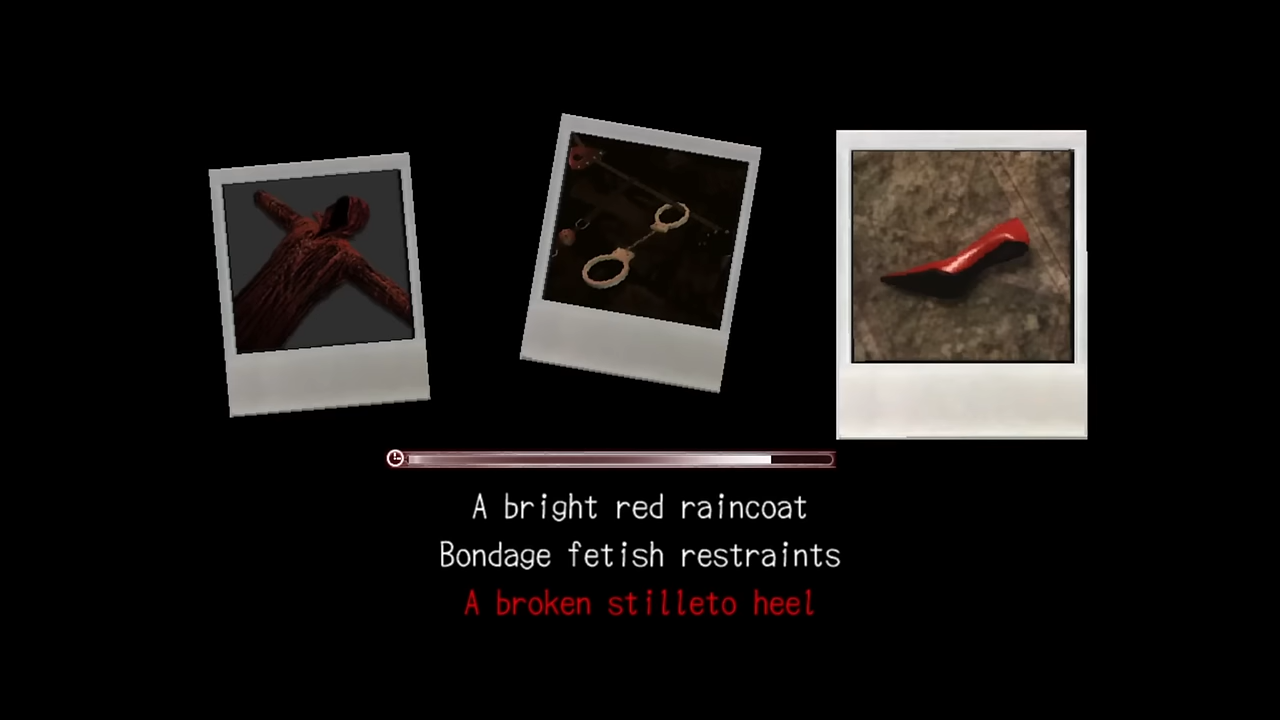 A bright red raincoat
Bondage fetish restraints
A broken stilleto heel